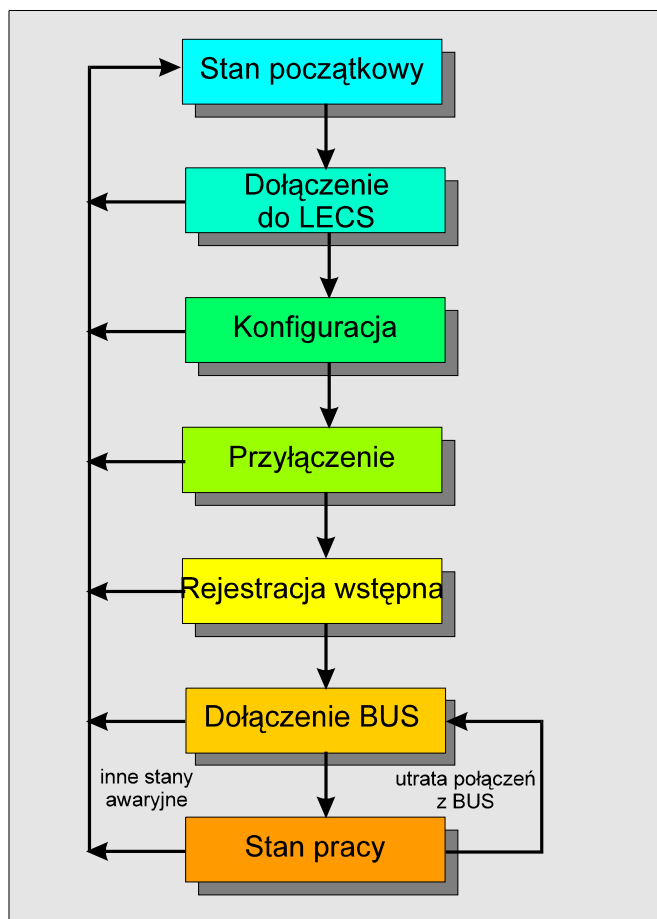 Stan początkowy
Dołączenie
do LECS
Konfiguracja
Przyłączenie
Rejestracja wstępna
Dołączenie BUS
inne stany
awaryjne
utrata połączeń
z BUS
Stan pracy